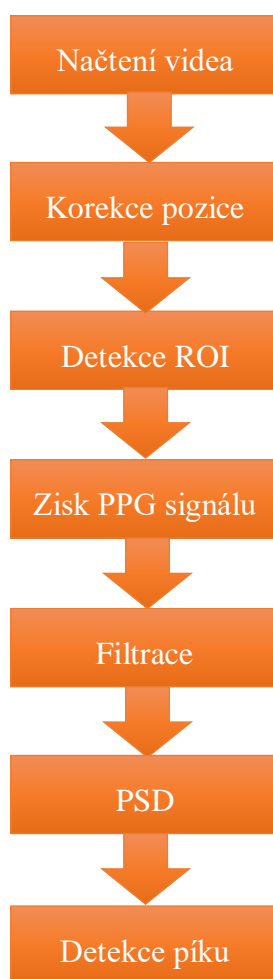 Načtení videa
Korekce pozice
Detekce ROI
Zisk PPG signálu
Filtrace
PSD
Detekce píku